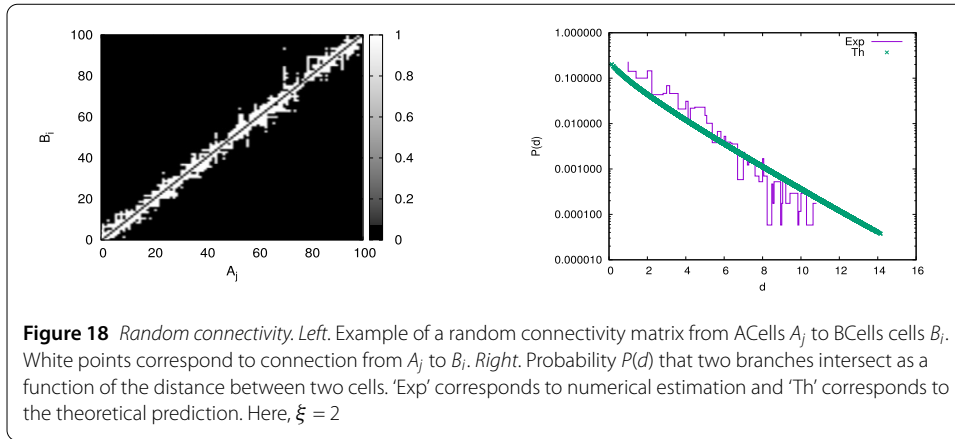 100
80
60
40
20
0
B_i
0 20 40 60 80 100
A_j
1
0.8
0.6
0.4
0.2
0
1.000000
0.100000
0.010000
0.001000
0.000100
0.000010
P(d)
0 2 4 6 8 10 12 14 16
d
Exp
Th
Figure 18 Random connectivity. Left. Example of a random connectivity matrix from ACells A_j to BCells cells B_i.
White points correspond to connection from A_j to B_i. Right. Probability P(d) that two branches intersect as a
function of the distance between two cells. ‘Exp’ corresponds to numerical estimation and ‘Th’ corresponds to
the theoretical prediction. Here, ξ = 2